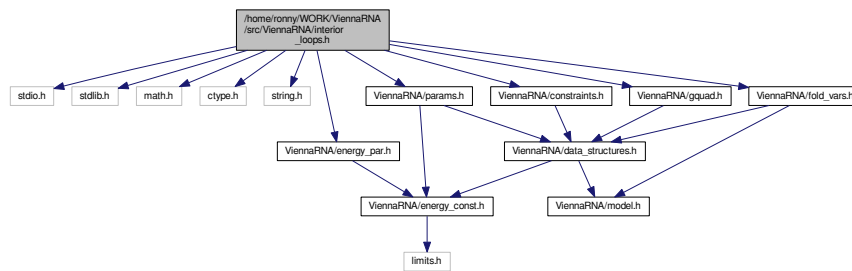 /home/ronny/WORK/ViennaRNA
/src/ViennaRNA/interior
_loops.h
stdio.h
stdlib.h
math.h
ctype.h
string.h
ViennaRNA/params.h
ViennaRNA/constraints.h
ViennaRNA/gquad.h
ViennaRNA/fold_vars.h
ViennaRNA/energy_par.h
ViennaRNA/data_structures.h
ViennaRNA/energy_const.h
ViennaRNA/model.h
limits.h